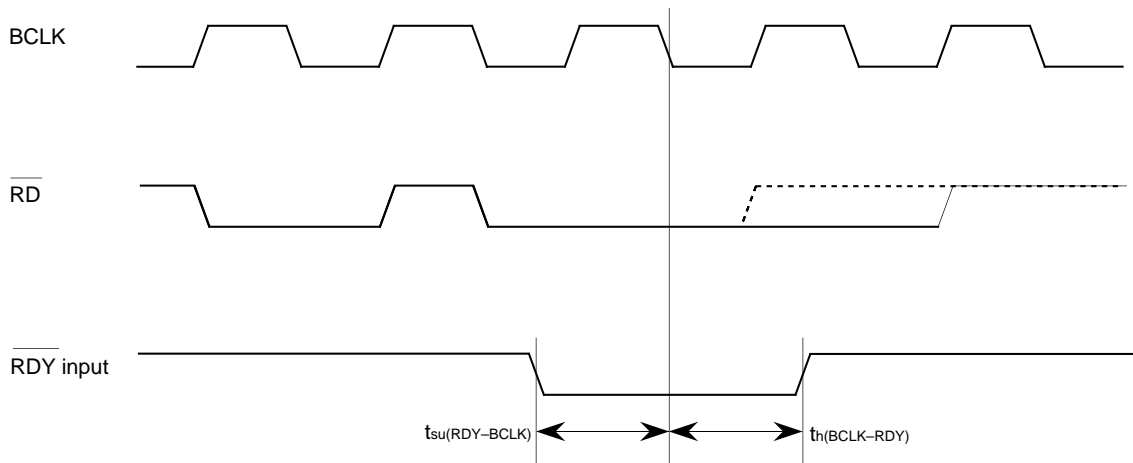 BCLK
RD
RDY input
tsu(RDY–BCLK)
th(BCLK–RDY)